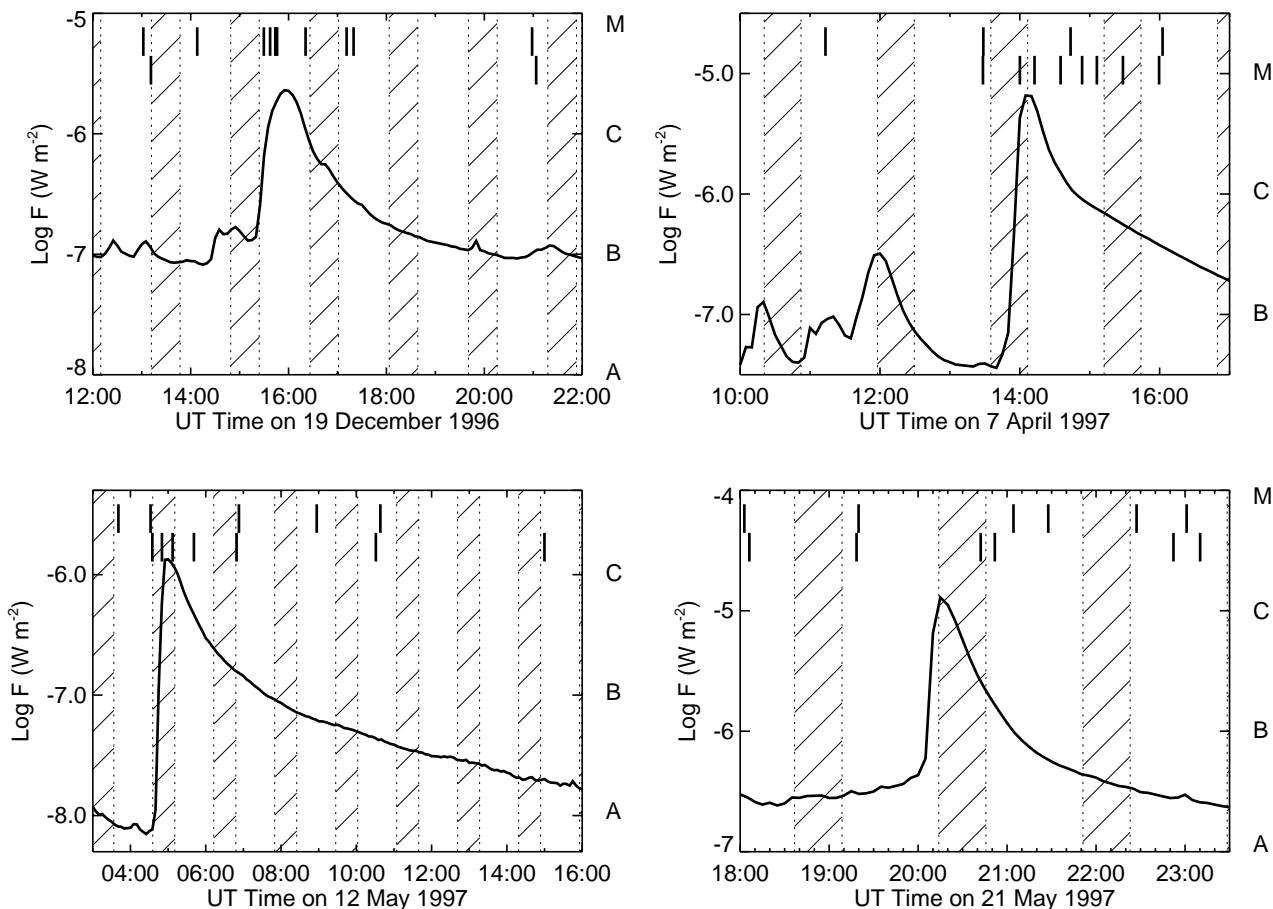 -5
-6
-7
-8
Log F (W m-2)
M
C
B
A
12:00 14:00 16:00 18:00 20:00 22:00
UT Time on 19 December 1996
-5.0
-6.0
-7.0
Log F (W m-2)
M
C
B
10:00 12:00 14:00 16:00
UT Time on 7 April 1997
-6.0
-7.0
-8.0
Log F (W m-2)
C
B
A
04:00 06:00 08:00 10:00 12:00 14:00 16:00
UT Time on 12 May 1997
-4
-5
-6
-7
Log F (W m-2)
M
C
B
A
18:00 19:00 20:00 21:00 22:00 23:00
UT Time on 21 May 1997